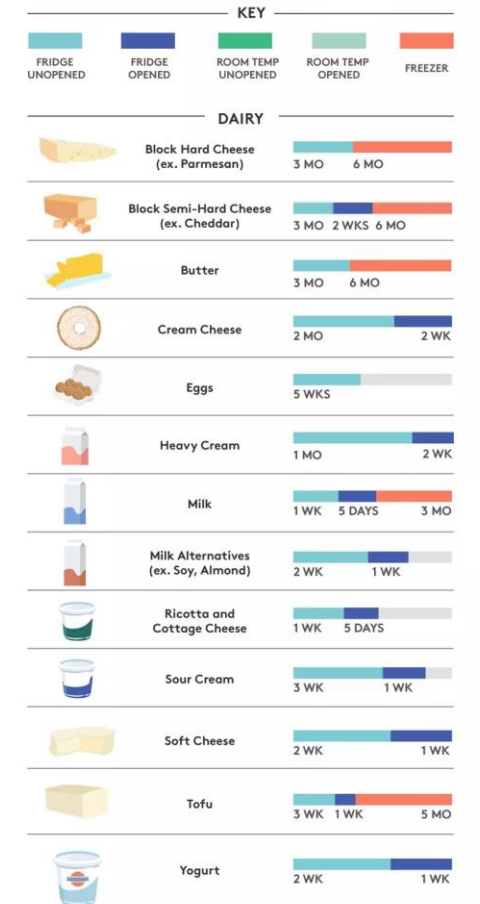 KEY
FRIDGE
UNOPENED
FRIDGE
OPENED
ROOM TEMP
UNOPENED
ROOM TEMP
OPENED
FREEZER
DAIRY
Block Hard Cheese
(ex. Parmesan)
3 MO 6 MO
Block Semi-Hard Cheese
(ex. Cheddar)
3 MO 2 WKS 6 MO
Butter
3 MO 6 MO
Cream Cheese
2 MO 2 WK
Eggs
5 WKS
Heavy Cream
1 MO 2 WK
Milk
1 WK 5 DAYS 3 MO
Milk Alternatives
(ex. Soy, Almond)
2 WK 1 WK
Ricotta and
Cottage Cheese
1 WK 5 DAYS
Sour Cream
3 WK 1 WK
Soft Cheese
2 WK 1 WK
Tofu
3 WK 1 WK 5 MO
Yogurt
2 WK 1 WK